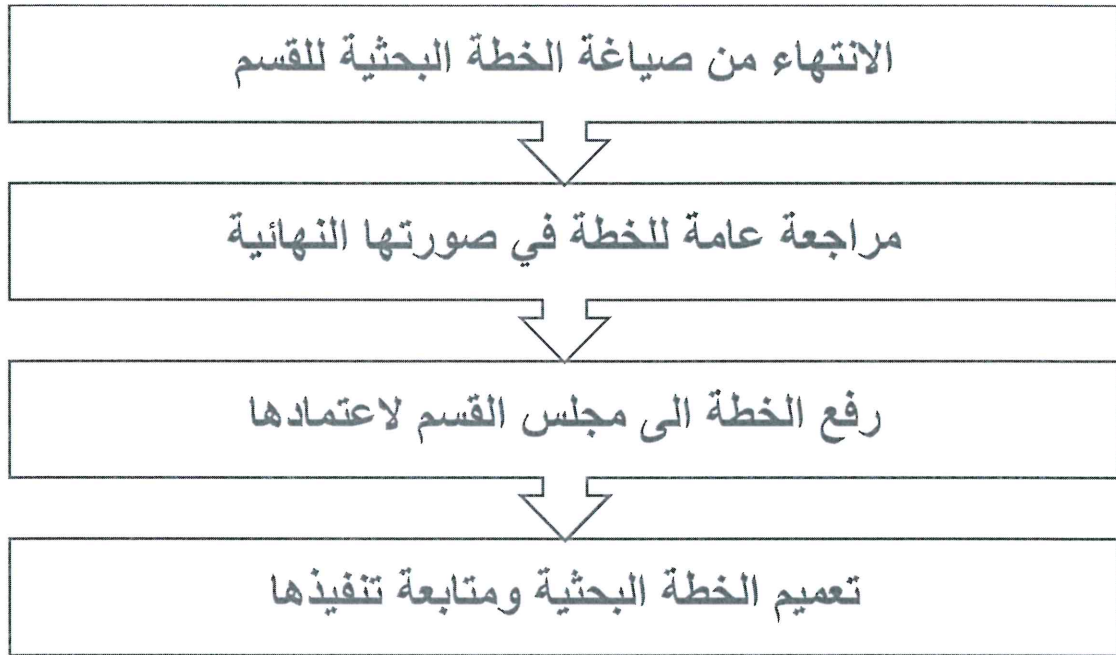 الانتهاء من صياغة الخطة البحثية للقسم
مراجعة عامة للخطة في صورتها النهائية
رفع الخطة الى مجلس القسم لاعتمادها
تعميم الخطة البحثية ومتابعة تنفيذها